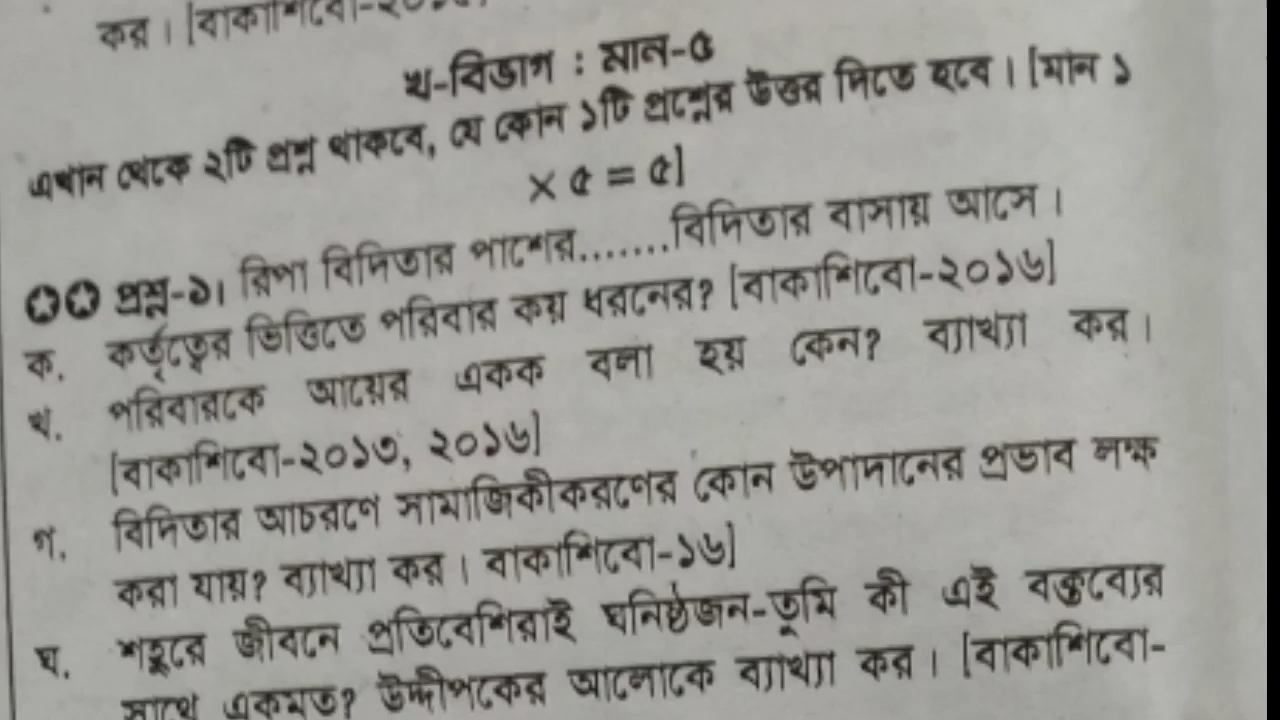 কর। [বাকাশিবো-২০১৬]
খ-বিভাগ : মান-৫
এখান থেকে ২টি প্রশ্ন থাকবে, যে কোন ১টি প্রশ্নের উত্তর দিতে হবে। [মান ১
× ৫ = ৫]
✪✪ প্রশ্ন-১। রিপা বিদিতার পাশের.......বিদিতার বাসায় আসে।
ক. কর্তৃত্বের ভিত্তিতে পরিবার কয় ধরনের? [বাকাশিবো-২০১৬]
খ. পরিবারকে আয়ের একক বলা হয় কেন? ব্যাখ্যা কর।
[বাকাশিবো-২০১৩, ২০১৬]
গ. বিদিতার আচরণে সামাজিকীকরণের কোন উপাদানের প্রভাব লক্ষ
করা যায়? ব্যাখ্যা কর। বাকাশিবো-১৬]
ঘ. শহুরে জীবনে প্রতিবেশিরাই ঘনিষ্ঠজন-তুমি কী এই বক্তব্যের
সাথে একমত? উদ্দীপকের আলোকে ব্যাখ্যা কর। [বাকাশিবো-